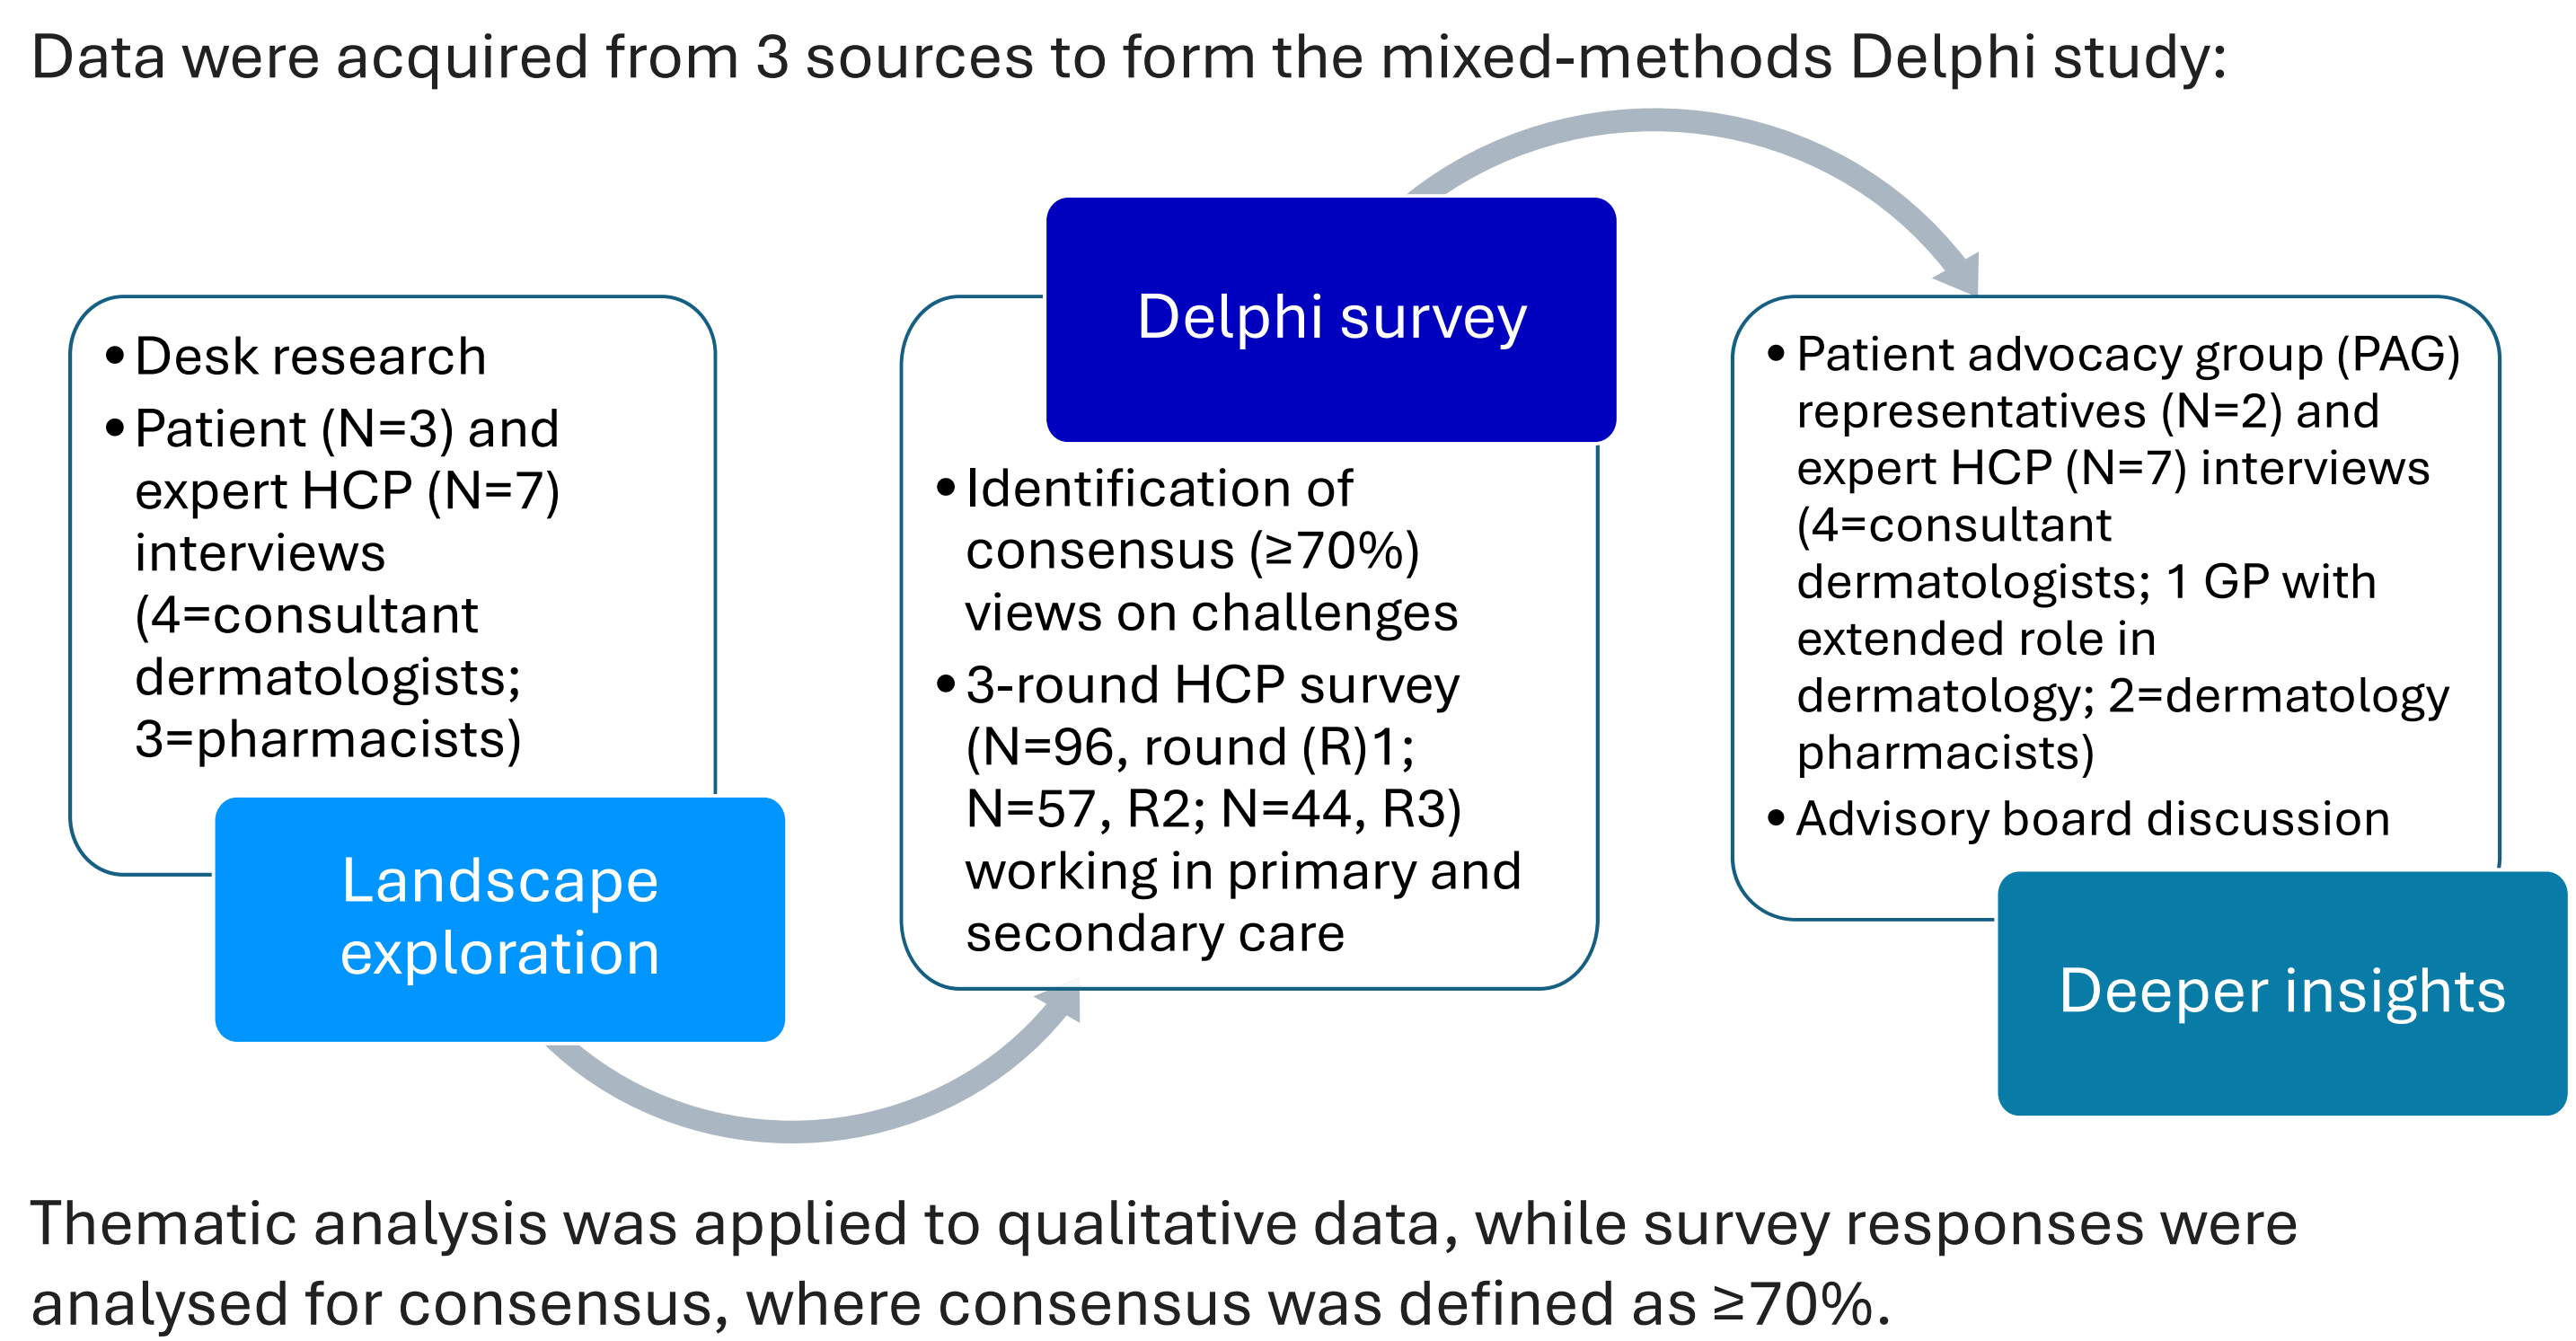 Data were acquired from 3 sources to form the mixed-methods Delphi study:
• Desk research
• Patient (N=3) and
expert HCP (N=7)
interviews
(4=consultant
dermatologists;
3=pharmacists)
Landscape
exploration
Delphi survey
• Identification of
consensus (≥70%)
views on challenges
• 3-round HCP survey
(N=96, round (R)1;
N=57, R2; N=44, R3)
working in primary and
secondary care
• Patient advocacy group (PAG)
representatives (N=2) and
expert HCP (N=7) interviews
(4=consultant
dermatologists; 1 GP with
extended role in
dermatology; 2=dermatology
pharmacists)
• Advisory board discussion
Deeper insights
Thematic analysis was applied to qualitative data, while survey responses were
analysed for consensus, where consensus was defined as ≥70%.